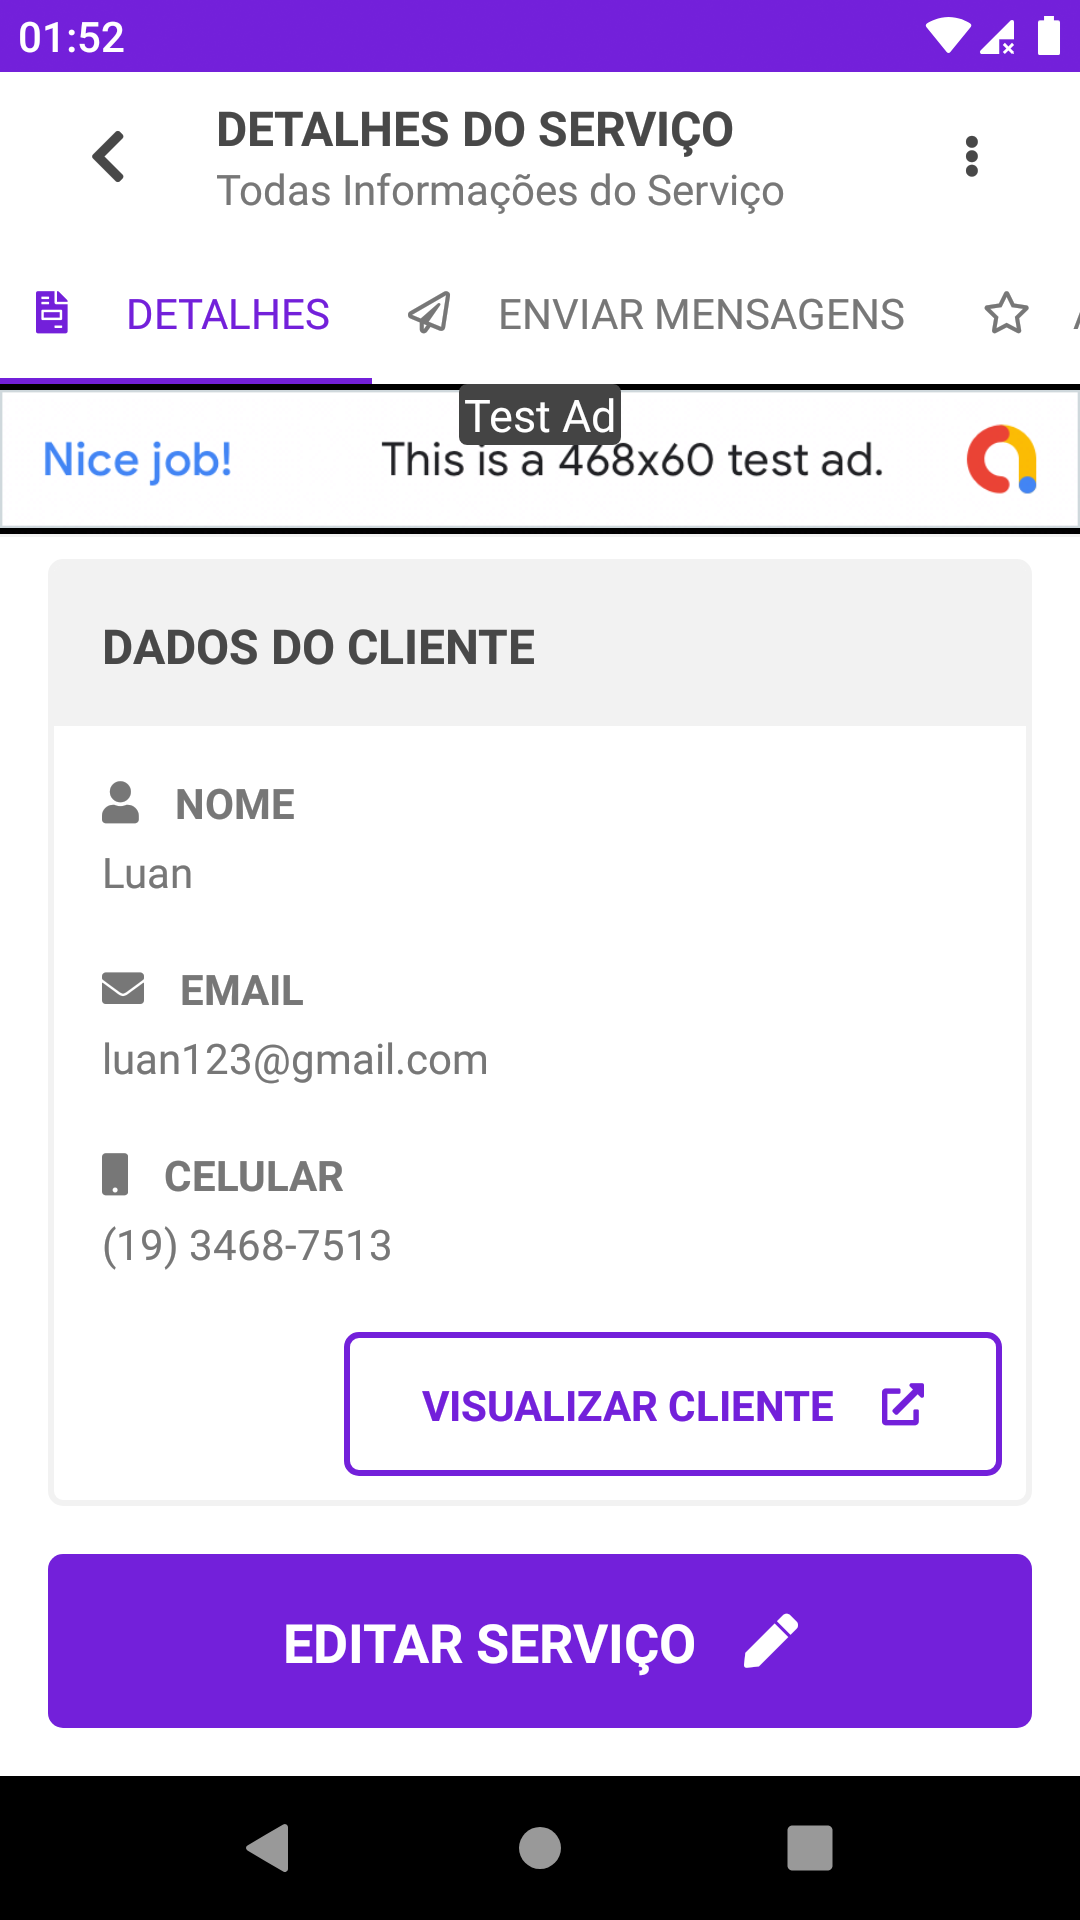 01:52
DETALHES DO SERVIÇO
Todas Informações do Serviço
DETALHES
ENVIAR MENSAGENS
Test Ad
Nice job!
This is a 468x60 test ad.
DADOS DO CLIENTE
NOME
Luan
EMAIL
luan123@gmail.com
CELULAR
(19) 3468-7513
VISUALIZAR CLIENTE
EDITAR SERVIÇO